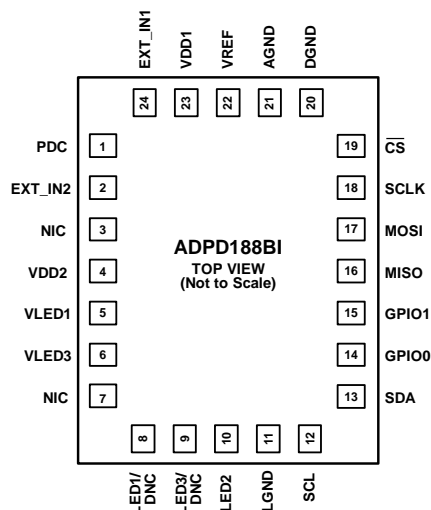 EXT_IN1
VDD1
VREF
AGND
DGND
24
23
22
21
20
PDC 1
EXT_IN2 2
NIC 3
VDD2 4
VLED1 5
VLED3 6
NIC 7
ADPD188BI
TOP VIEW
(Not to Scale)
19 CS
18 SCLK
17 MOSI
16 MISO
15 GPIO1
14 GPIO0
13 SDA
8
9
10
11
12
LED1/
DNC
LED3/
DNC
LED2
LGND
SCL